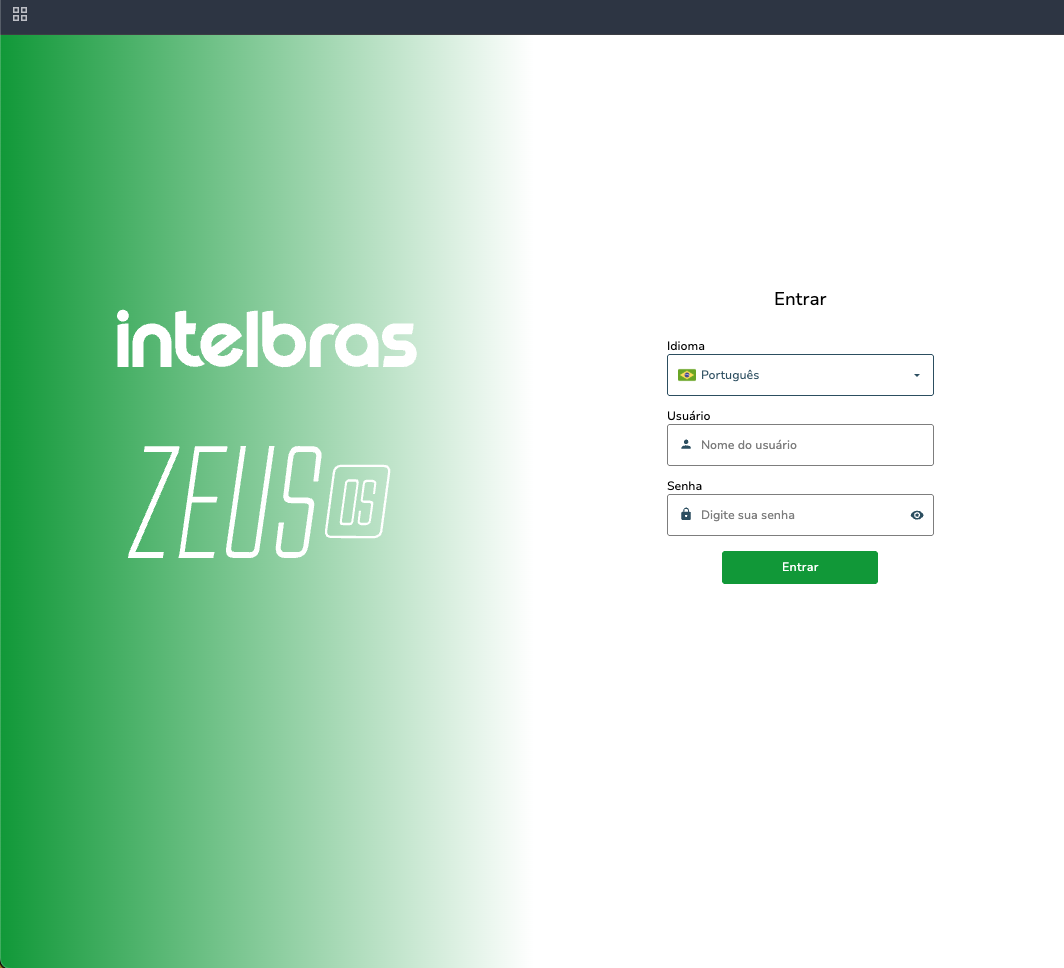 intelbras
ZEUS OS
Entrar
Idioma
Português
Usuário
Nome do usuário
Senha
Digite sua senha
Entrar